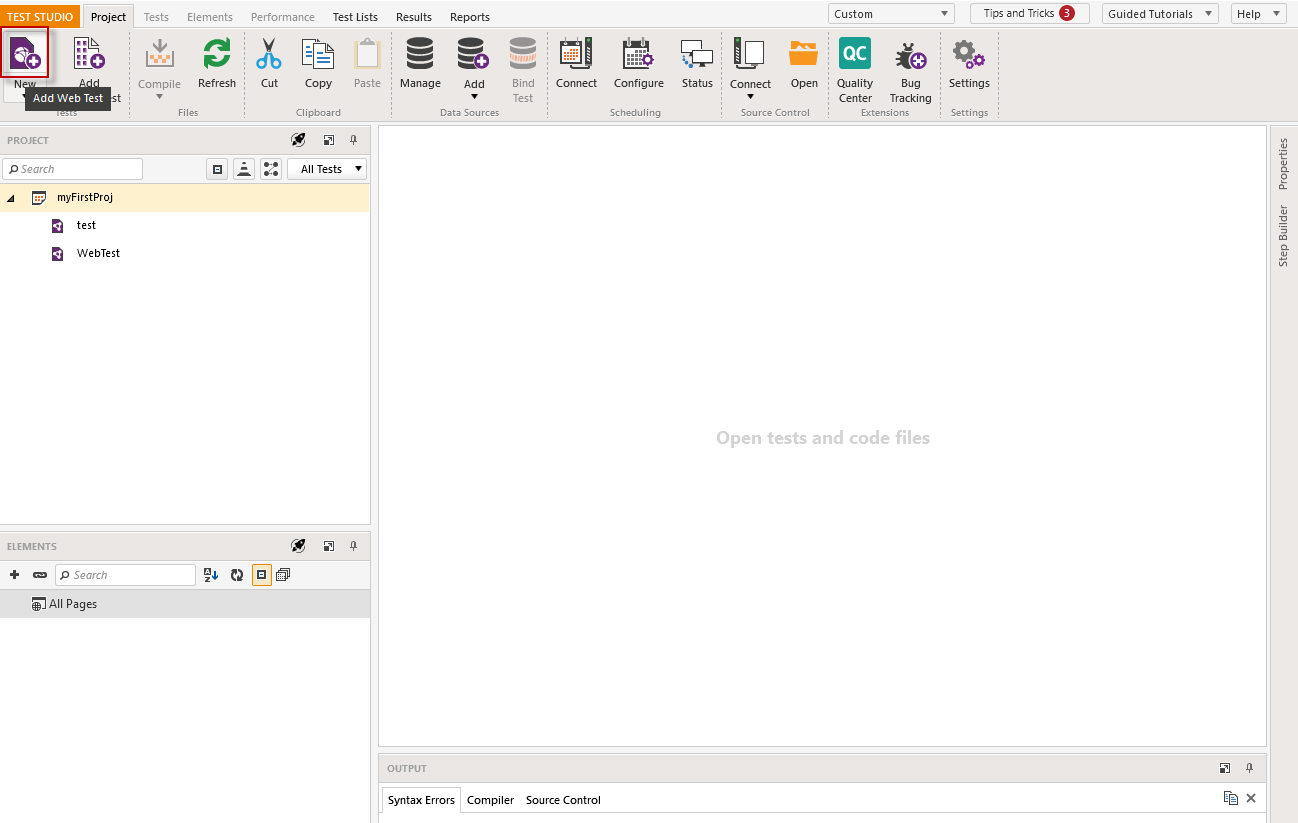 TEST STUDIO Project Tests Elements Performance Test Lists Results Reports Custom Tips and Tricks 3 Guided Tutorials Help
New Add Compile Refresh Cut Copy Paste Manage Add Bind Test Connect Configure Status Connect Open QC Quality Center Bug Tracking Settings
Add Web Test st
Tests Files Clipboard Data Sources Scheduling Source Control Extensions Settings
PROJECT
Search All Tests
myFirstProj
test
WebTest
Open tests and code files
Properties
Step Builder
ELEMENTS
Search
All Pages
OUTPUT
Syntax Errors Compiler Source Control